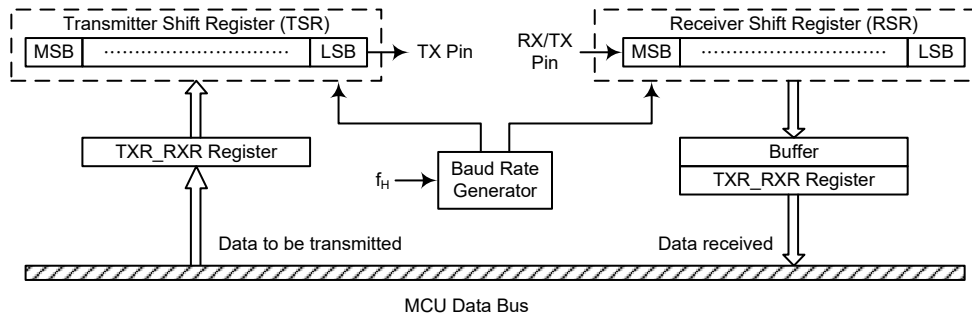 Transmitter Shift Register (TSR)
MSB ………………………… LSB
TX Pin
Receiver Shift Register (RSR)
RX/TX
Pin
MSB ………………………… LSB
TXR_RXR Register
fH
Baud Rate
Generator
Buffer
TXR_RXR Register
Data to be transmitted
Data received
MCU Data Bus